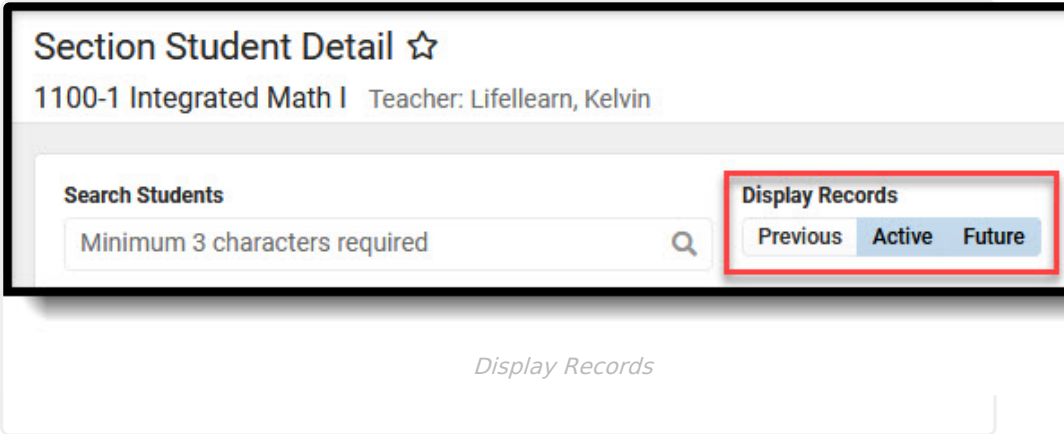 Section Student Detail
1100-1 Integrated Math I Teacher: Lifellearn, Kelvin
Search Students
Minimum 3 characters required
Display Records
Previous Active Future
Display Records